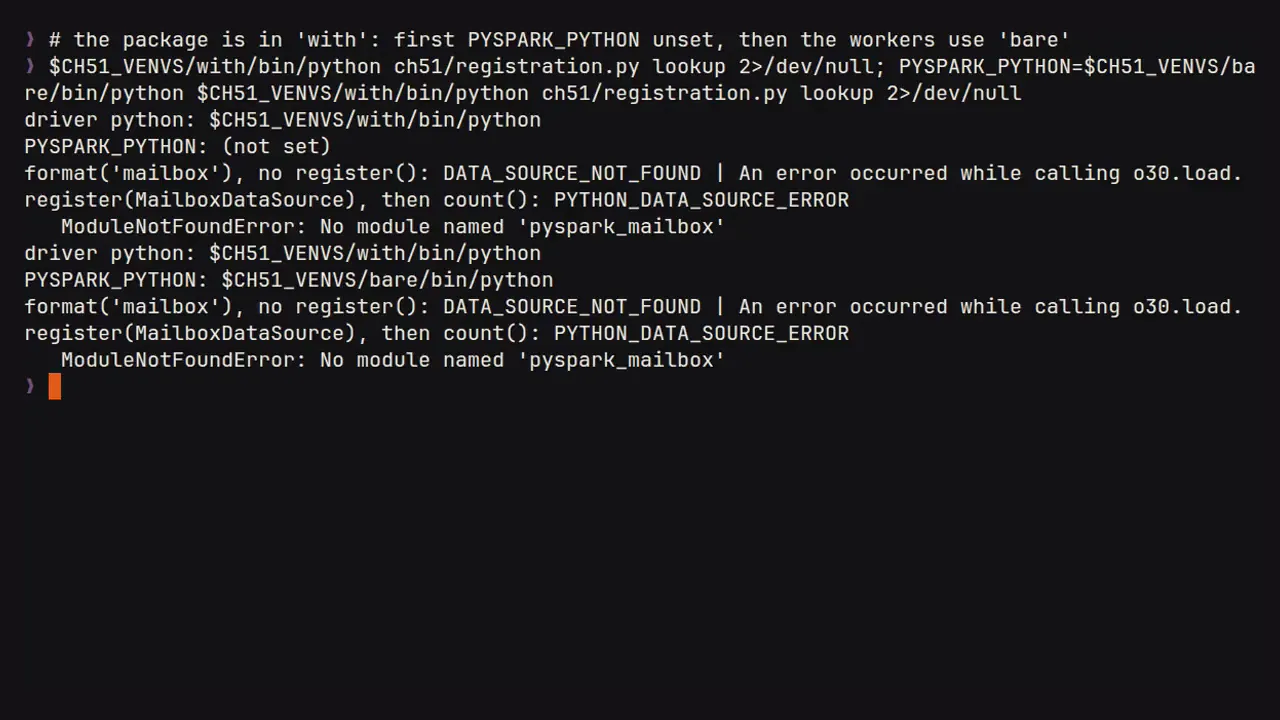 ❯ # the package is in 'with': first PYSPARK_PYTHON unset, then the workers use 'bare'
❯ $CH51_VENVS/with/bin/python ch51/registration.py lookup 2>/dev/null; PYSPARK_PYTHON=$CH51_VENVS/ba
re/bin/python $CH51_VENVS/with/bin/python ch51/registration.py lookup 2>/dev/null
driver python: $CH51_VENVS/with/bin/python
PYSPARK_PYTHON: (not set)
format('mailbox'), no register(): DATA_SOURCE_NOT_FOUND | An error occurred while calling o30.load.
register(MailboxDataSource), then count(): PYTHON_DATA_SOURCE_ERROR
   ModuleNotFoundError: No module named 'pyspark_mailbox'
driver python: $CH51_VENVS/with/bin/python
PYSPARK_PYTHON: $CH51_VENVS/bare/bin/python
format('mailbox'), no register(): DATA_SOURCE_NOT_FOUND | An error occurred while calling o30.load.
register(MailboxDataSource), then count(): PYTHON_DATA_SOURCE_ERROR
   ModuleNotFoundError: No module named 'pyspark_mailbox'
❯